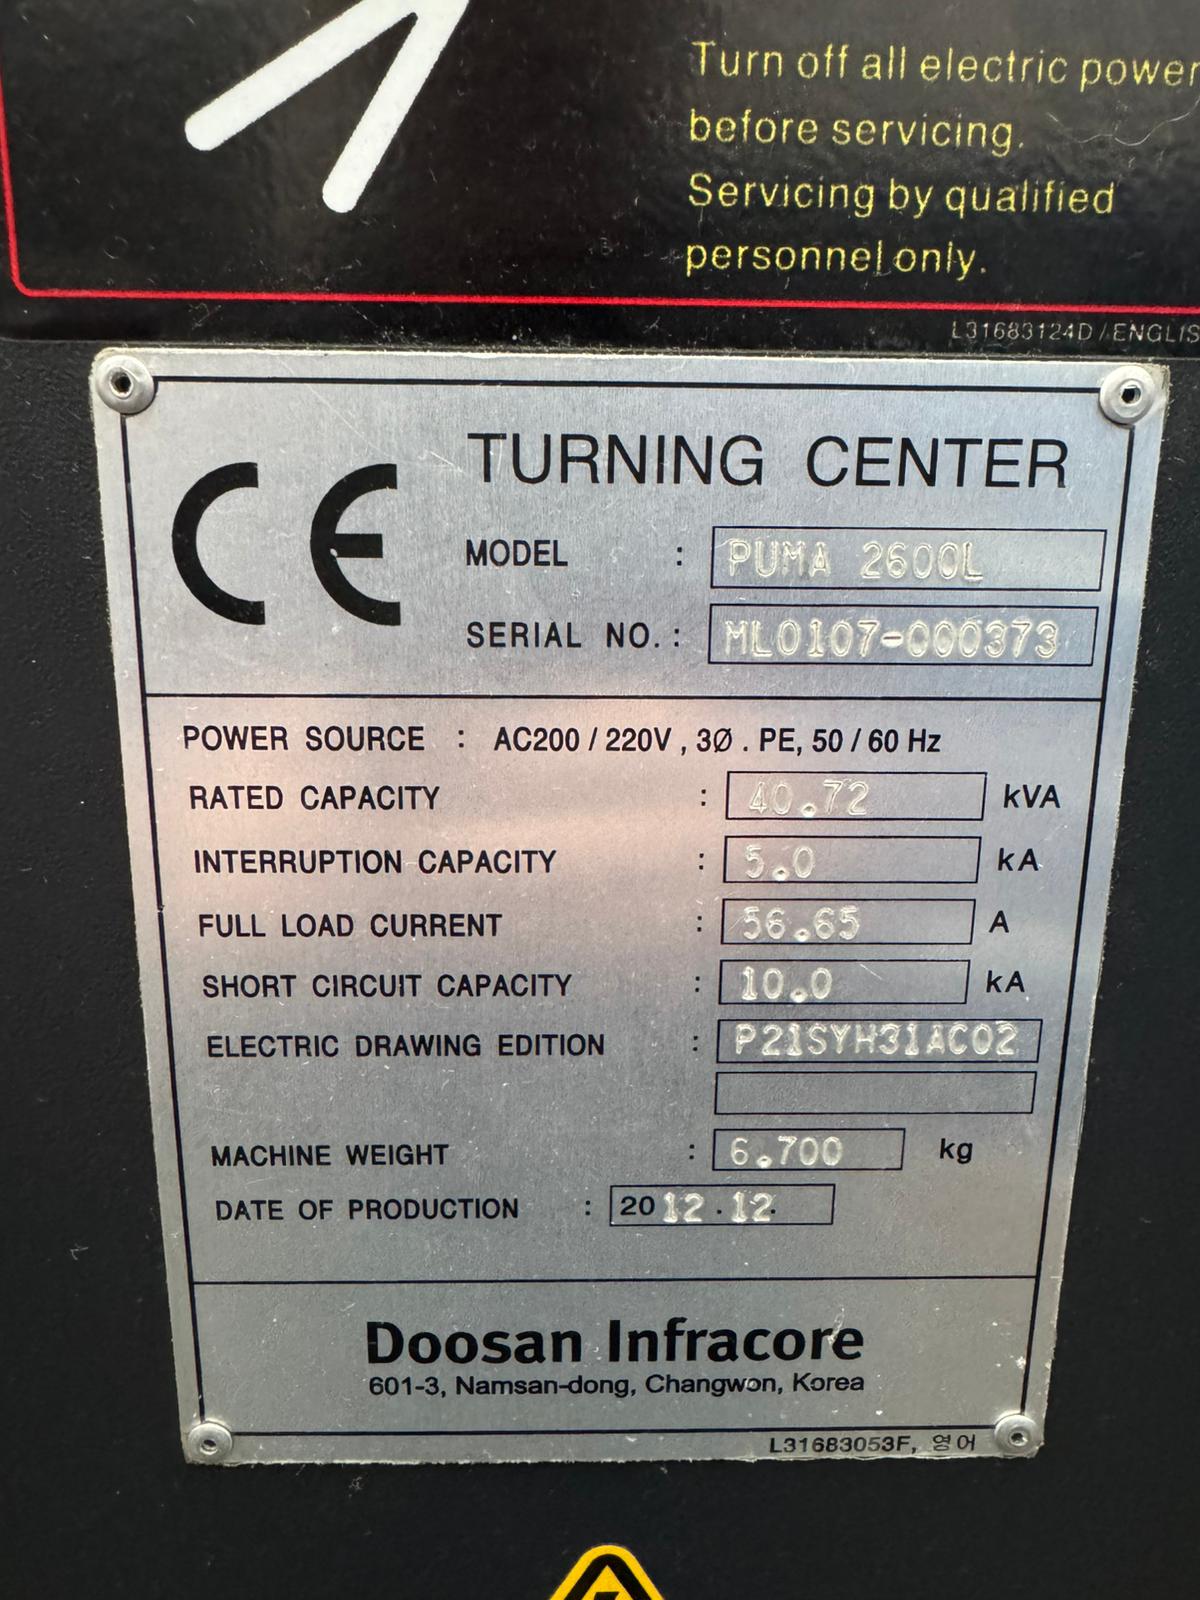 Turn off all electric power
before servicing.
Servicing by qualified
personnel only.
L31683124D / ENGLIS
CE
TURNING CENTER
MODEL : PUMA 2600L
SERIAL NO. : ML0107-000373
POWER SOURCE : AC200 / 220V , 3Ø . PE, 50 / 60 Hz
RATED CAPACITY : 40.72 kVA
INTERRUPTION CAPACITY : 5.0 kA
FULL LOAD CURRENT : 56.65 A
SHORT CIRCUIT CAPACITY : 10.0 kA
ELECTRIC DRAWING EDITION : P21SYH31AC02
MACHINE WEIGHT : 6.700 kg
DATE OF PRODUCTION : 2012.12.
Doosan Infracore
601-3, Namsan-dong, Changwon, Korea
L31683053F, 영어